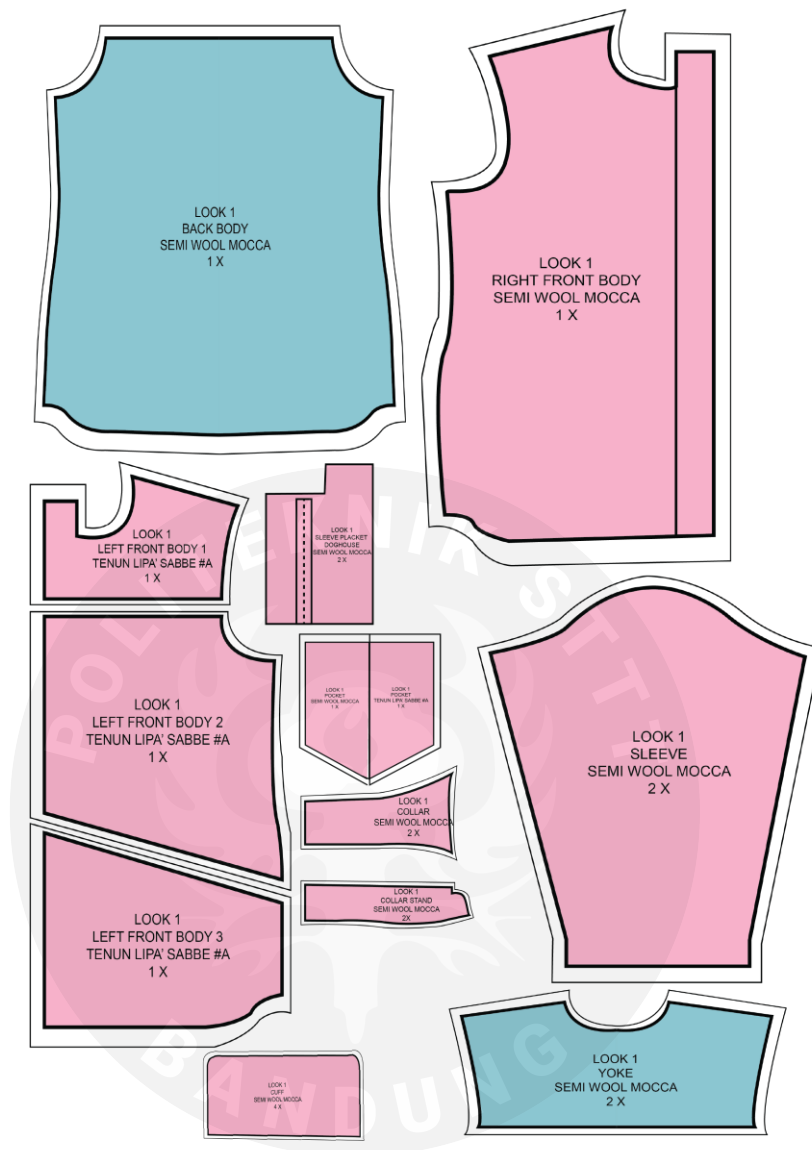 LOOK 1
BACK BODY
SEMI WOOL MOCCA
1 X
LOOK 1
RIGHT FRONT BODY
SEMI WOOL MOCCA
1 X
LOOK 1
LEFT FRONT BODY 1
TENUN LIPA' SABBE #A
1 X
LOOK 1
SLEEVE PLACKET
DOGHOUSE
SEMI WOOL MOCCA
2 X
LOOK 1
LEFT FRONT BODY 2
TENUN LIPA' SABBE #A
1 X
LOOK 1
POCKET
SEMI WOOL MOCCA
1 X
LOOK 1
POCKET
TENUN LIPA' SABBE #A
1 X
LOOK 1
SLEEVE
SEMI WOOL MOCCA
2 X
LOOK 1
COLLAR
SEMI WOOL MOCCA
2 X
LOOK 1
COLLAR STAND
SEMI WOOL MOCCA
2X
LOOK 1
LEFT FRONT BODY 3
TENUN LIPA' SABBE #A
1 X
LOOK 1
CUFF
SEMI WOOL MOCCA
4 X
LOOK 1
YOKE
SEMI WOOL MOCCA
2 X
POLITEKNIK STTT
BANDUNG